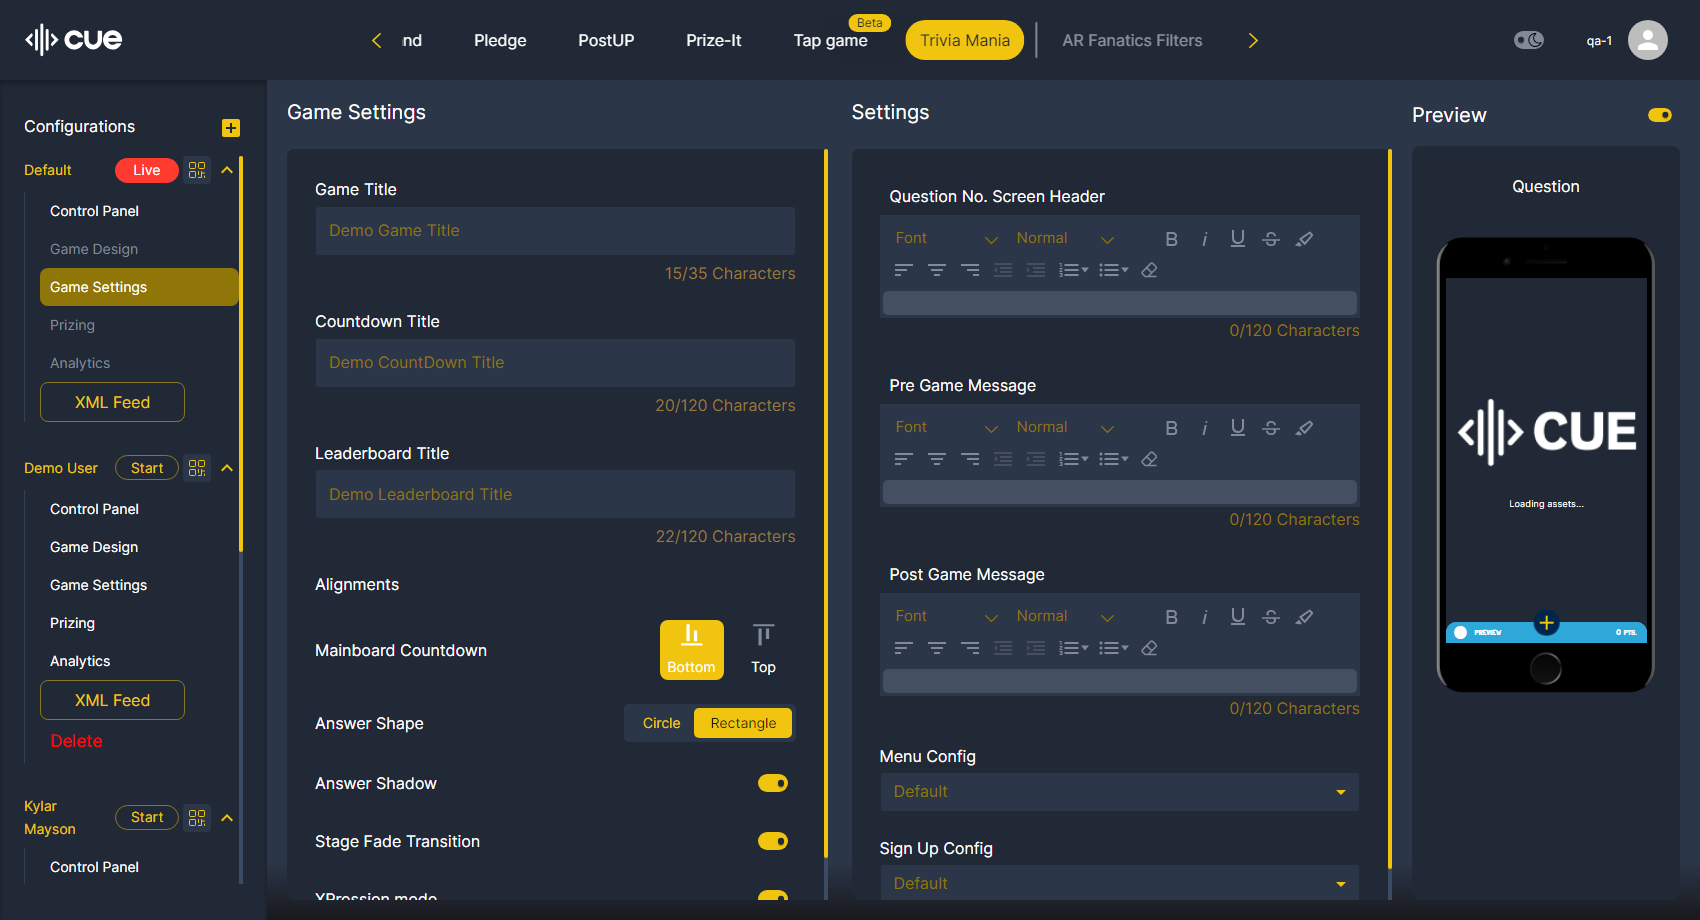 CUE
nd
Pledge
PostUP
Prize-It
Tap game
Beta
Trivia Mania
AR Fanatics Filters
qa-1
Configurations
Default
Live
Control Panel
Game Design
Game Settings
Prizing
Analytics
XML Feed
Demo User
Start
Control Panel
Game Design
Game Settings
Prizing
Analytics
XML Feed
Delete
Kylar
Mayson
Start
Control Panel
Game Settings
Game Title
Demo Game Title
15/35 Characters
Countdown Title
Demo CountDown Title
20/120 Characters
Leaderboard Title
Demo Leaderboard Title
22/120 Characters
Alignments
Mainboard Countdown
Bottom
Top
Answer Shape
Circle
Rectangle
Answer Shadow
Stage Fade Transition
XPression mode
Settings
Question No. Screen Header
Font
Normal
0/120 Characters
Pre Game Message
Font
Normal
0/120 Characters
Post Game Message
Font
Normal
0/120 Characters
Menu Config
Default
Sign Up Config
Default
Preview
Question
CUE
Loading assets...
PREVIEW
0 PTS.